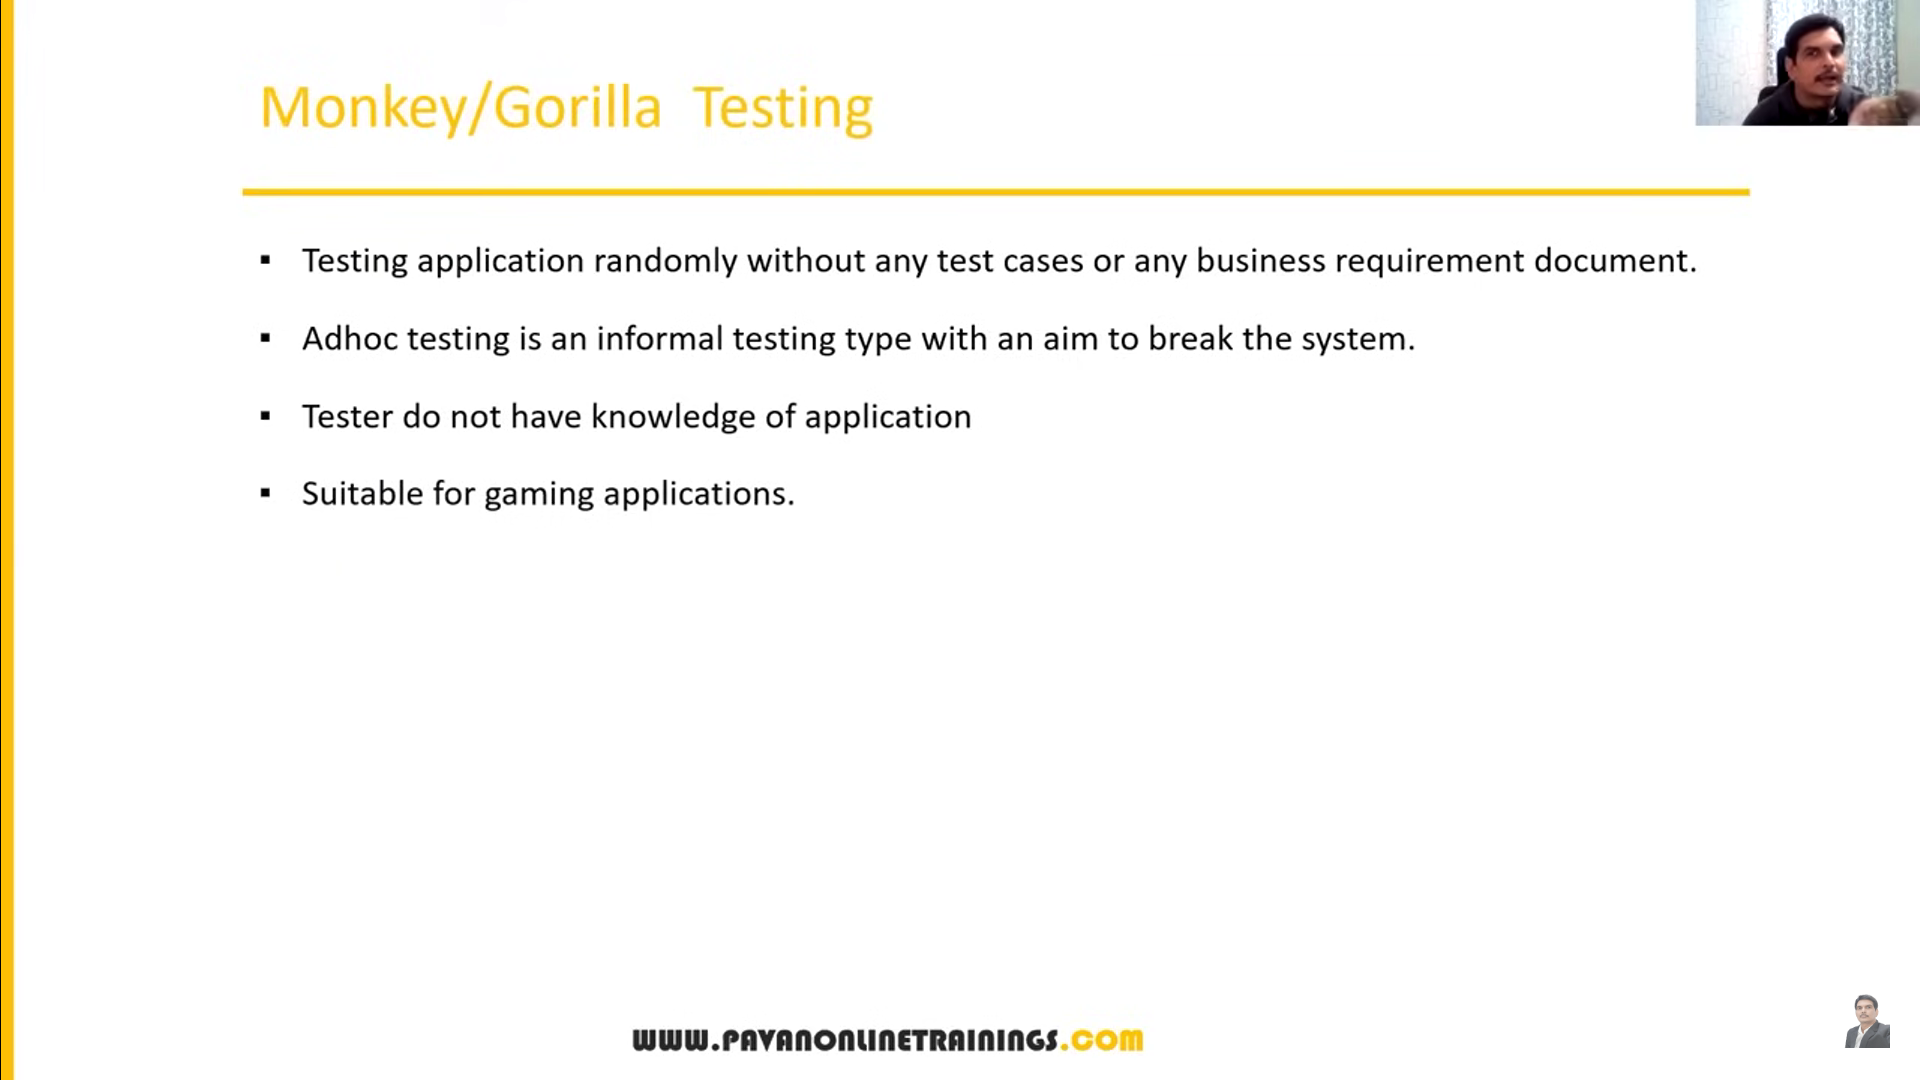 Monkey/Gorilla Testing
▪ Testing application randomly without any test cases or any business requirement document.
▪ Adhoc testing is an informal testing type with an aim to break the system.
▪ Tester do not have knowledge of application
▪ Suitable for gaming applications.
WWW.PAVANONLINETRAININGS.COM